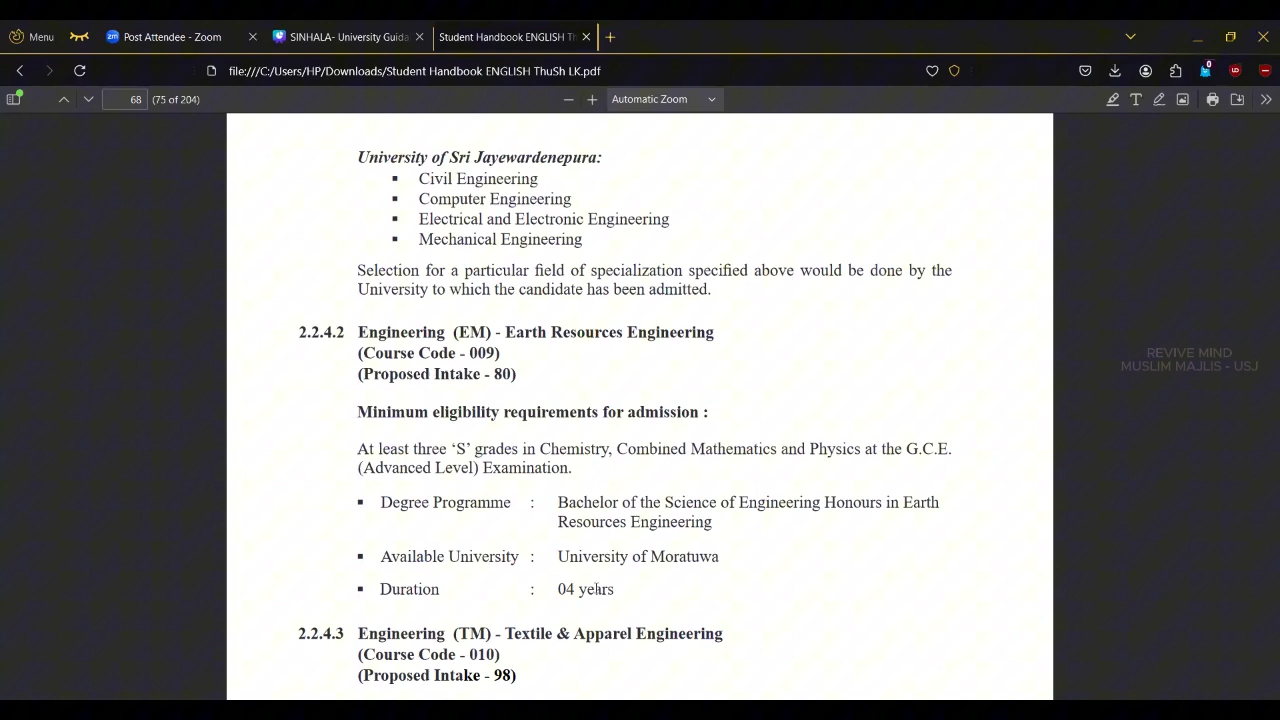 Menu
Post Attendee - Zoom
SINHALA- University Guida
Student Handbook ENGLISH Th
file:///C:/Users/HP/Downloads/Student Handbook ENGLISH ThuSh LK.pdf
0
68 (75 of 204)
Automatic Zoom
University of Sri Jayewardenepura:
▪ Civil Engineering
▪ Computer Engineering
▪ Electrical and Electronic Engineering
▪ Mechanical Engineering
Selection for a particular field of specialization specified above would be done by the
University to which the candidate has been admitted.
2.2.4.2 Engineering (EM) - Earth Resources Engineering
(Course Code - 009)
(Proposed Intake - 80)
REVIVE MIND
MUSLIM MAJLIS - USJ
Minimum eligibility requirements for admission :
At least three ‘S’ grades in Chemistry, Combined Mathematics and Physics at the G.C.E.
(Advanced Level) Examination.
▪ Degree Programme : Bachelor of the Science of Engineering Honours in Earth
Resources Engineering
▪ Available University : University of Moratuwa
▪ Duration : 04 years
2.2.4.3 Engineering (TM) - Textile & Apparel Engineering
(Course Code - 010)
(Proposed Intake - 98)